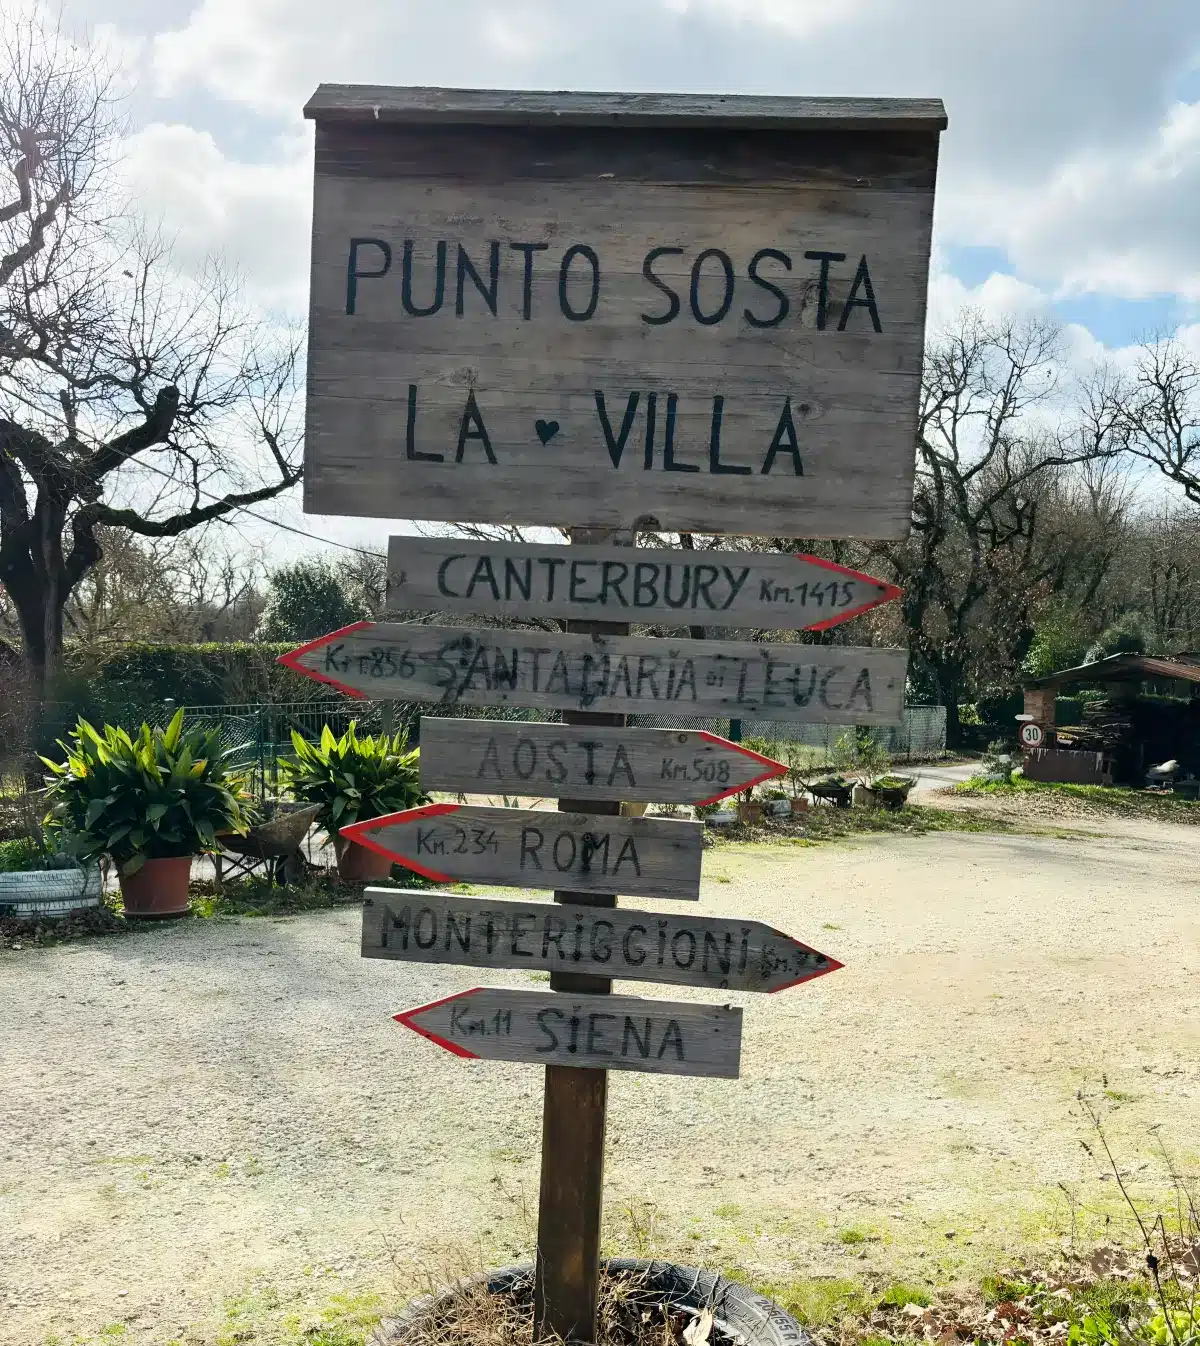 PUNTO SOSTA
LA ♥ VILLA
CANTERBURY Km.1415
Km.856 SANTA MARIA DI LEUCA
AOSTA Km.508
Km.234 ROMA
MONTERIGGIONI Km.
Km.11 SIENA
30